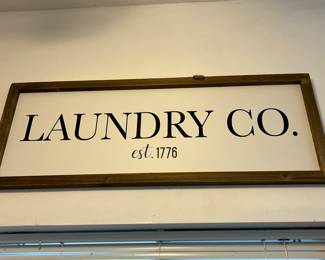 LAUNDRY CO.
est. 1776